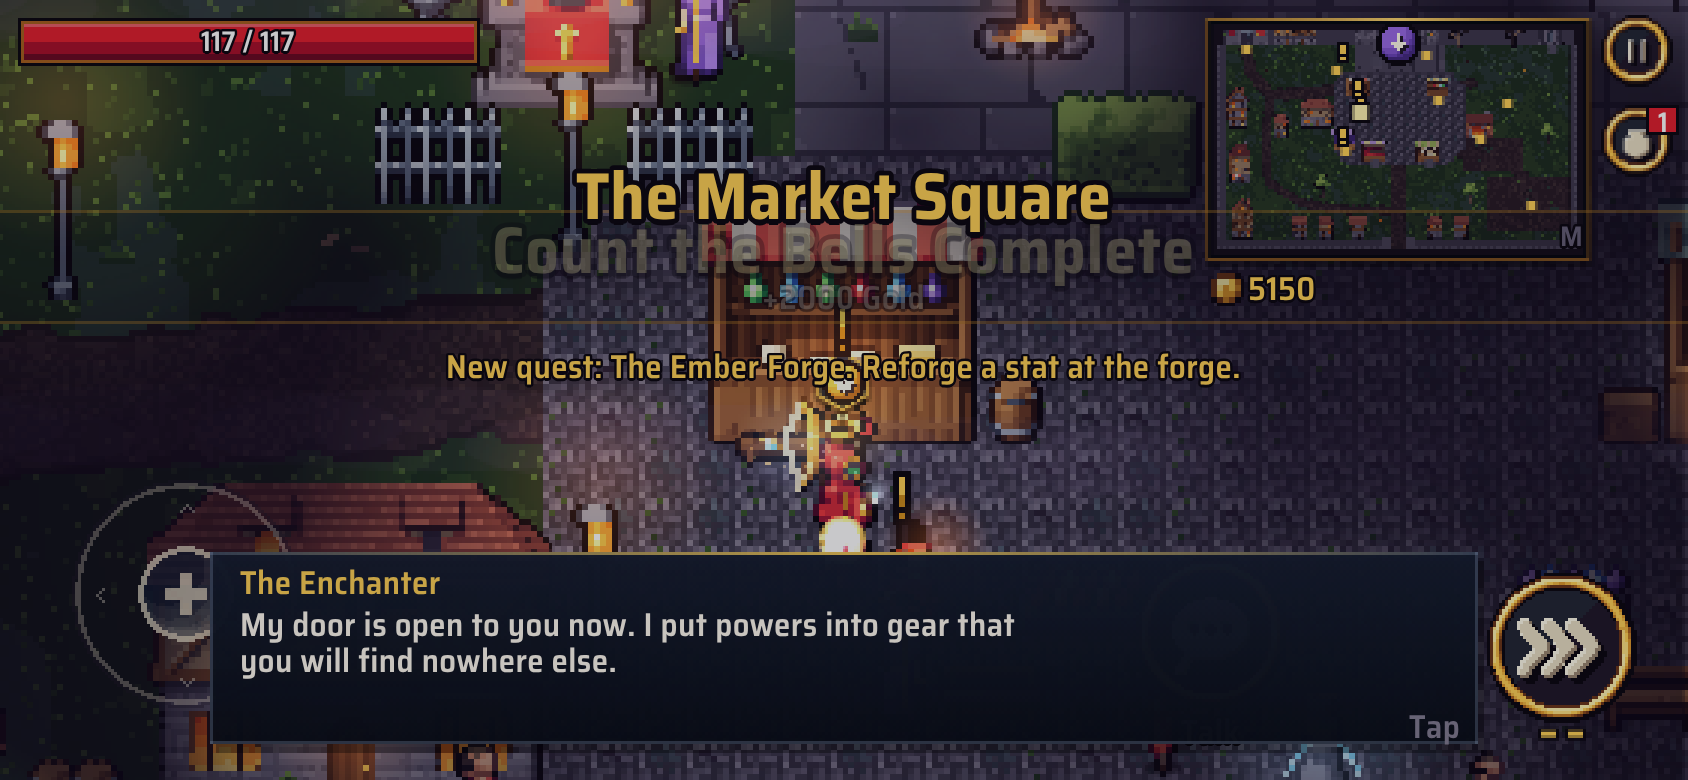 117 / 117
1
The Market Square
Count the Bells Complete
+2000 Gold
M
5150
New quest: The Ember Forge. Reforge a stat at the forge.
The Enchanter
My door is open to you now. I put powers into gear that
you will find nowhere else.
Tap